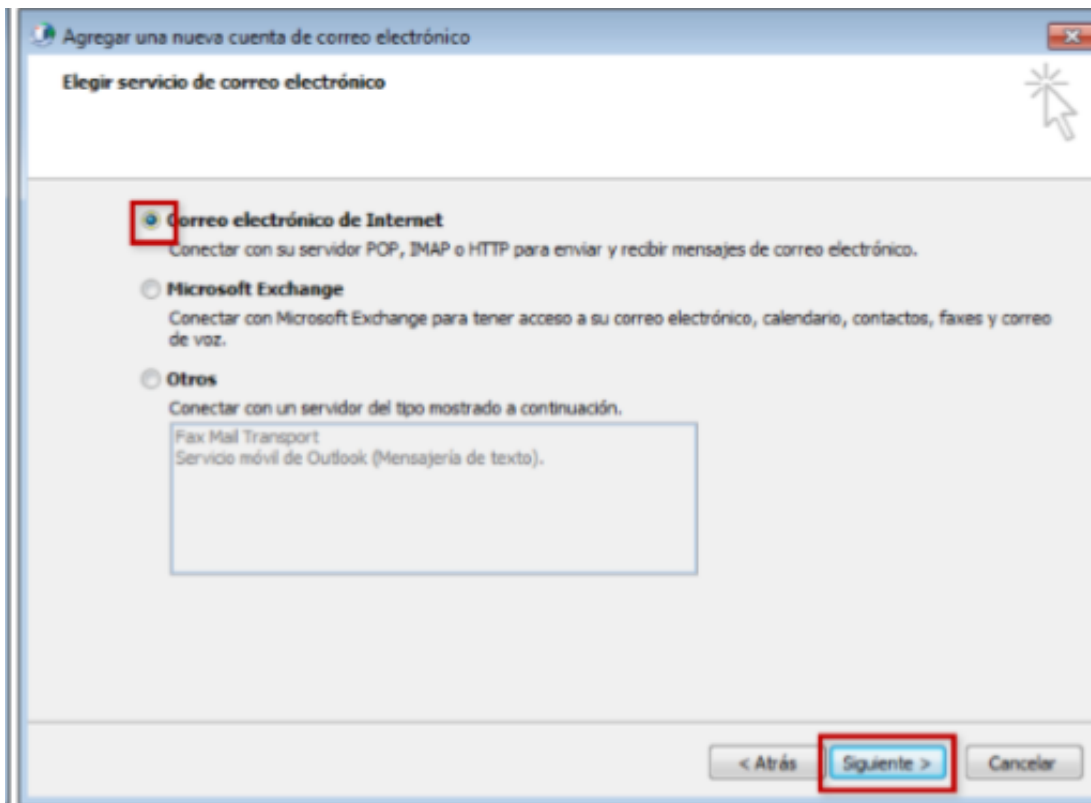 Agregar una nueva cuenta de correo electrónico
Elegir servicio de correo electrónico
Correo electrónico de Internet
Conectar con su servidor POP, IMAP o HTTP para enviar y recibir mensajes de correo electrónico.
Microsoft Exchange
Conectar con Microsoft Exchange para tener acceso a su correo electrónico, calendario, contactos, faxes y correo
de voz.
Otros
Conectar con un servidor del tipo mostrado a continuación.
Fax Mail Transport
Servicio móvil de Outlook (Mensajería de texto).
< Atrás Siguiente > Cancelar